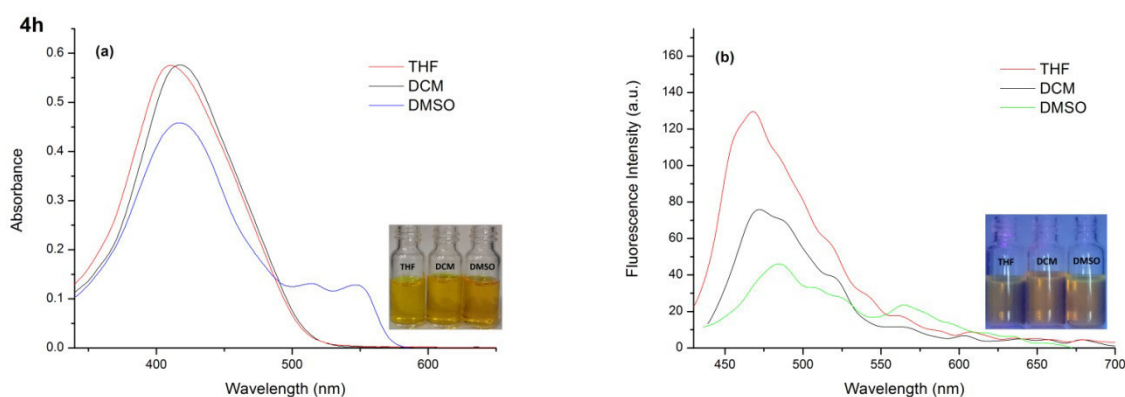 4h
(a)
THF
DCM
DMSO
Absorbance
0.6
0.5
0.4
0.3
0.2
0.1
0.0
400
500
600
Wavelength (nm)
THF
DCM
DMSO
(b)
THF
DCM
DMSO
Fluorescence Intensity (a.u.)
160
140
120
100
80
60
40
20
0
450
500
550
600
650
700
Wavelength (nm)
THF
DCM
DMSO